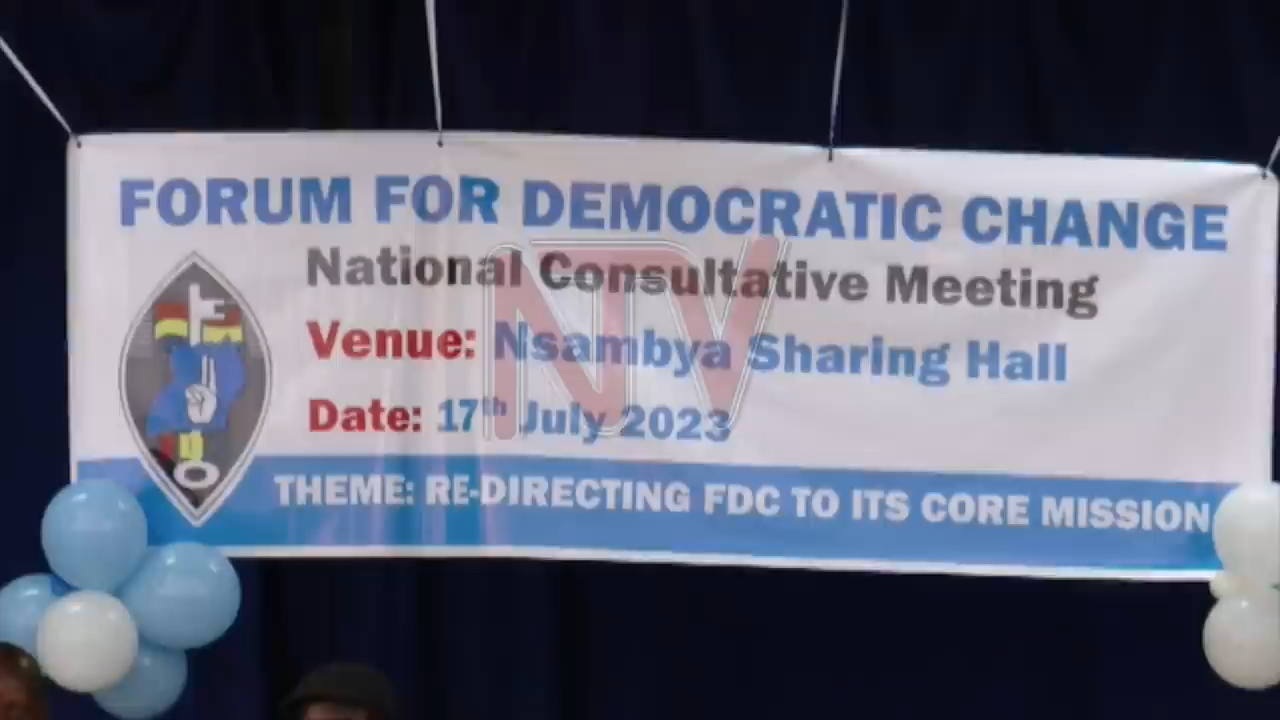 FORUM FOR DEMOCRATIC CHANGE
National Consultative Meeting
Venue: Nsambya Sharing Hall
Date: 17th July 2023
THEME: RE-DIRECTING FDC TO ITS CORE MISSION
NTV